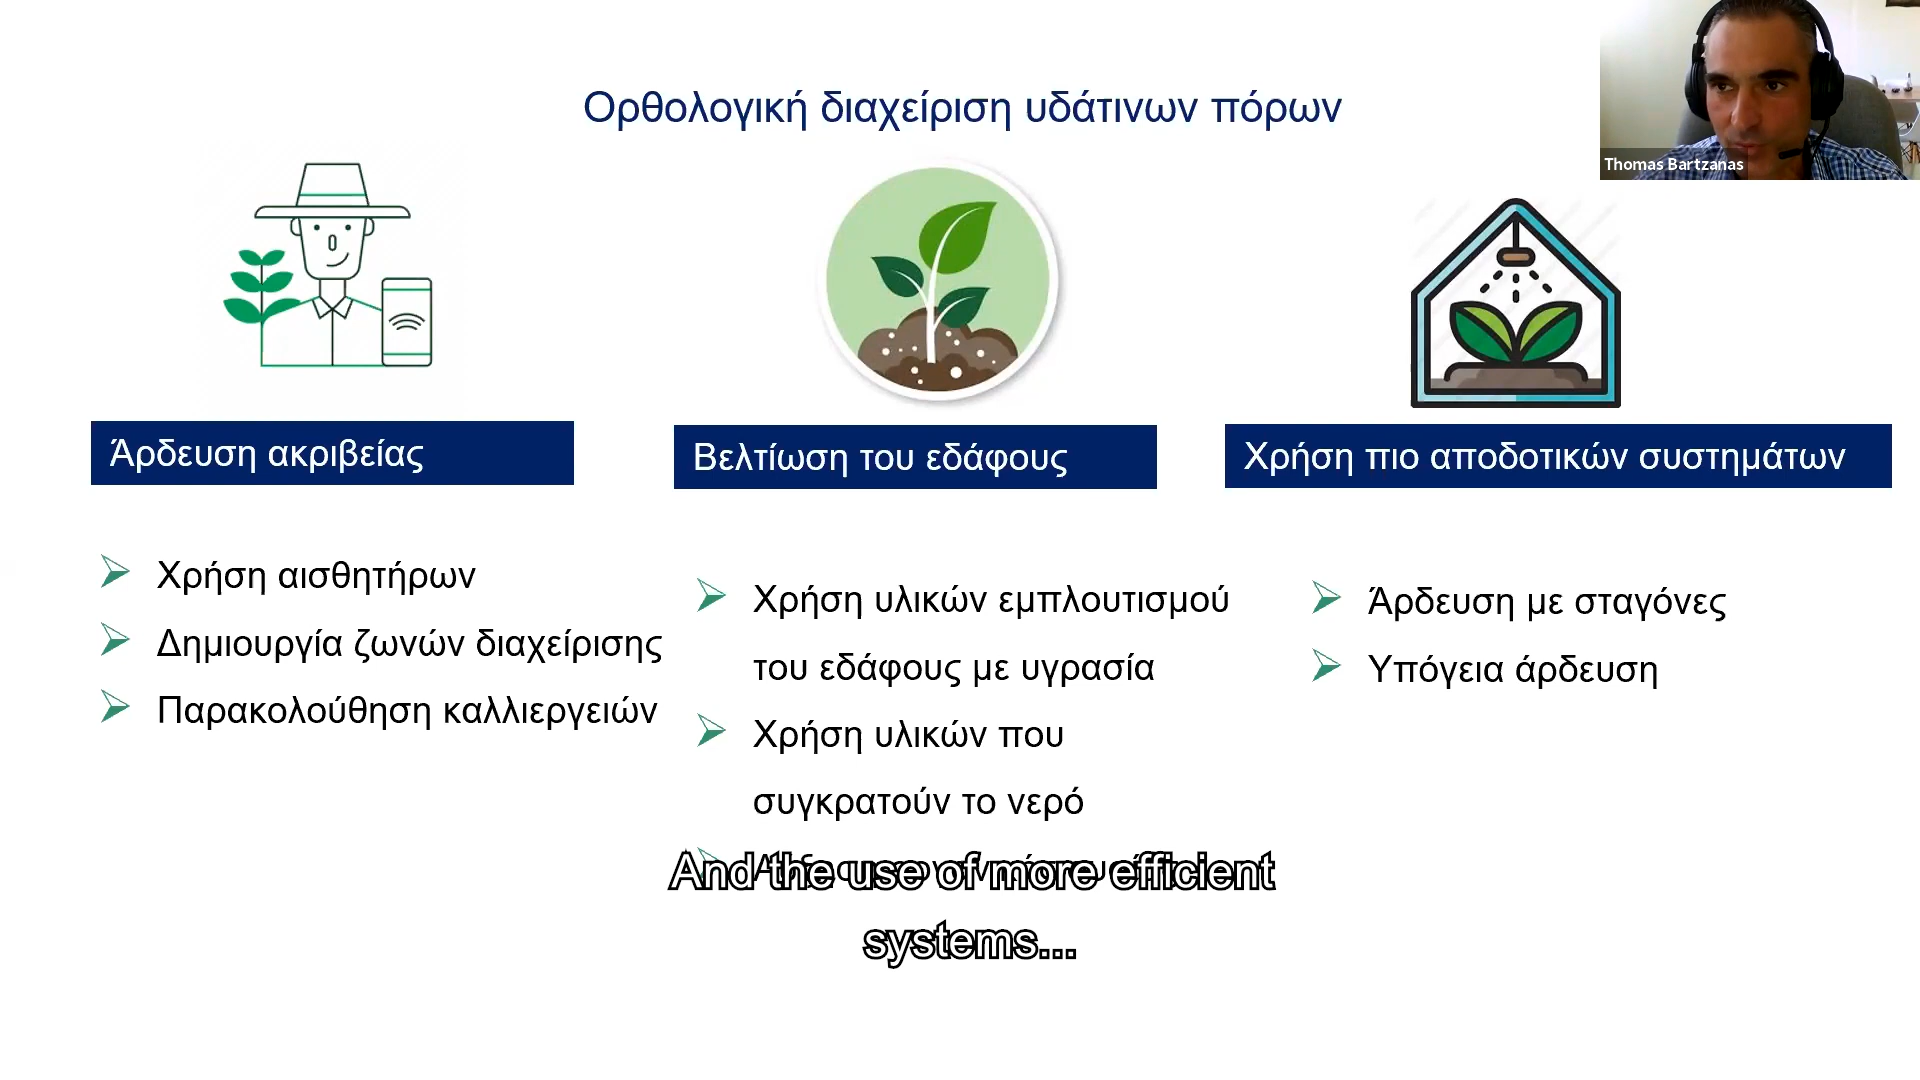 Ορθολογική διαχείριση υδάτινων πόρων
Thomas Bartzanas
Άρδευση ακριβείας
Χρήση αισθητήρων
Δημιουργία ζωνών διαχείρισης
Παρακολούθηση καλλιεργειών
Βελτίωση του εδάφους
Χρήση υλικών εμπλουτισμού
του εδάφους με υγρασία
Χρήση υλικών που
συγκρατούν το νερό
Χρήση πιο αποδοτικών συστημάτων
Άρδευση με σταγόνες
Υπόγεια άρδευση
And the use of more efficient
systems...